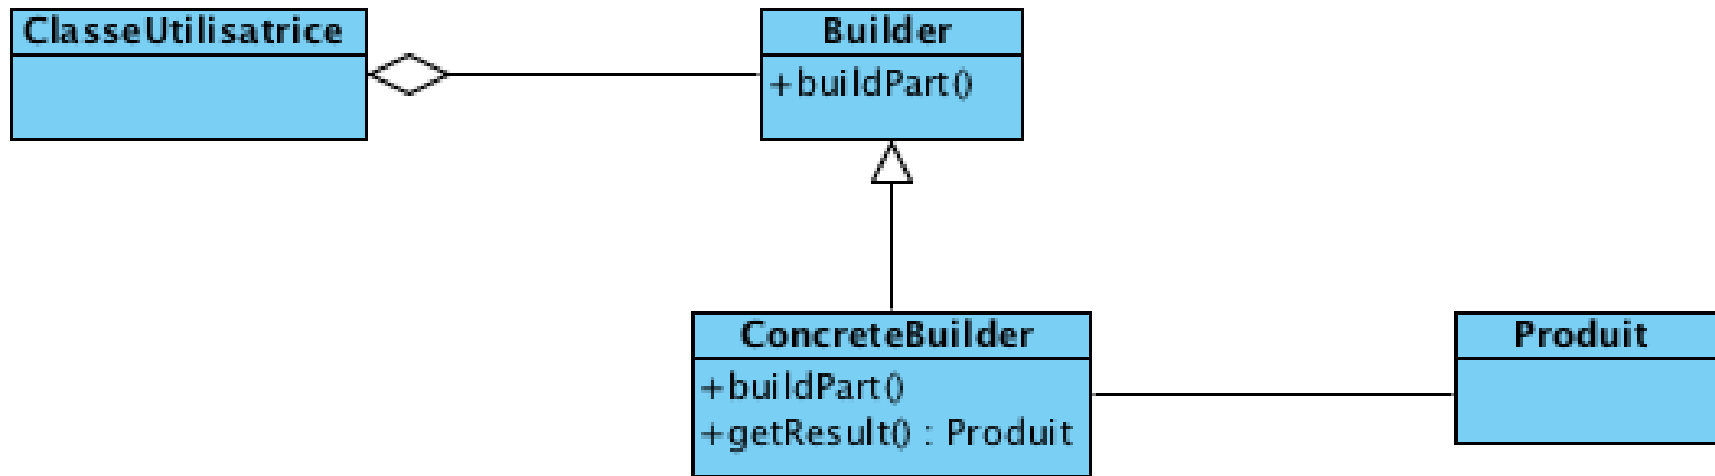 ClasseUtilisatrice
Builder
+buildPart()
ConcreteBuilder
+buildPart()
+getResult() : Produit
Produit